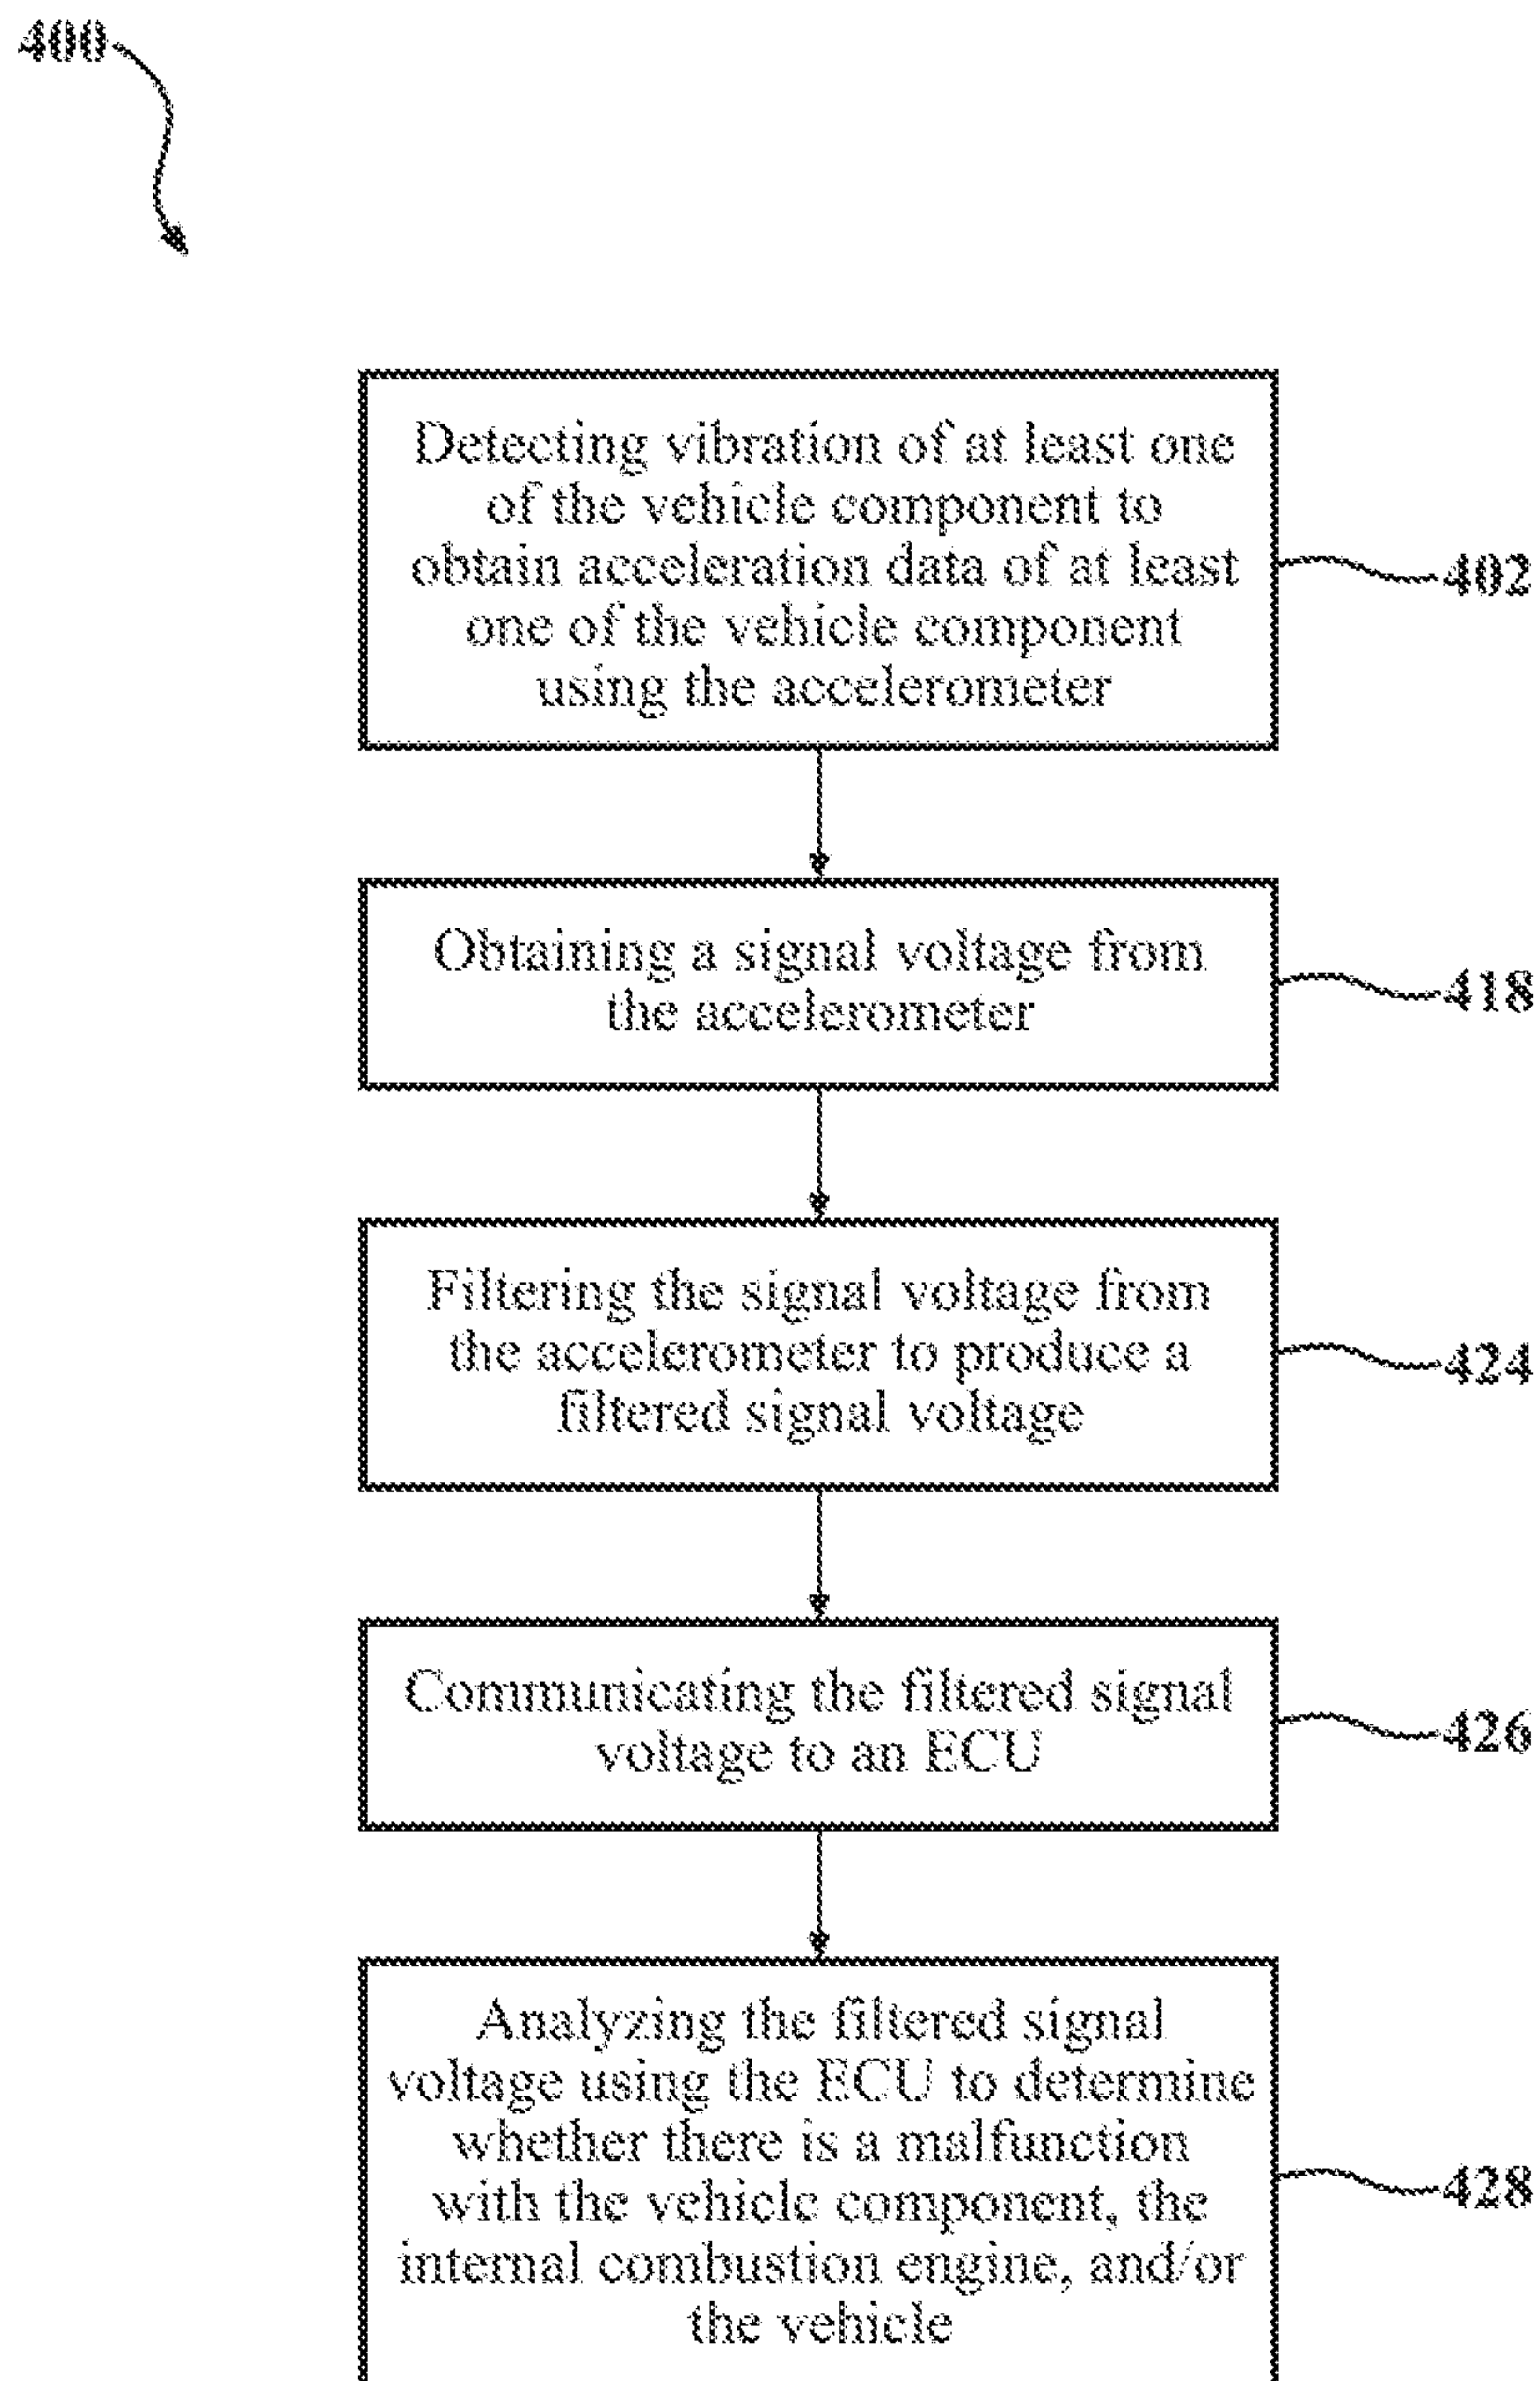 400
Detecting vibration of at least one
of the vehicle component to
obtain acceleration data of at least
one of the vehicle component
using the accelerometer
402
Obtaining a signal voltage from
the accelerometer
418
Filtering the signal voltage from
the accelerometer to produce a
filtered signal voltage
424
Communicating the filtered signal
voltage to an ECU
426
Analyzing the filtered signal
voltage using the ECU to determine
whether there is a malfunction
with the vehicle component, the
internal combustion engine, and/or
the vehicle
428